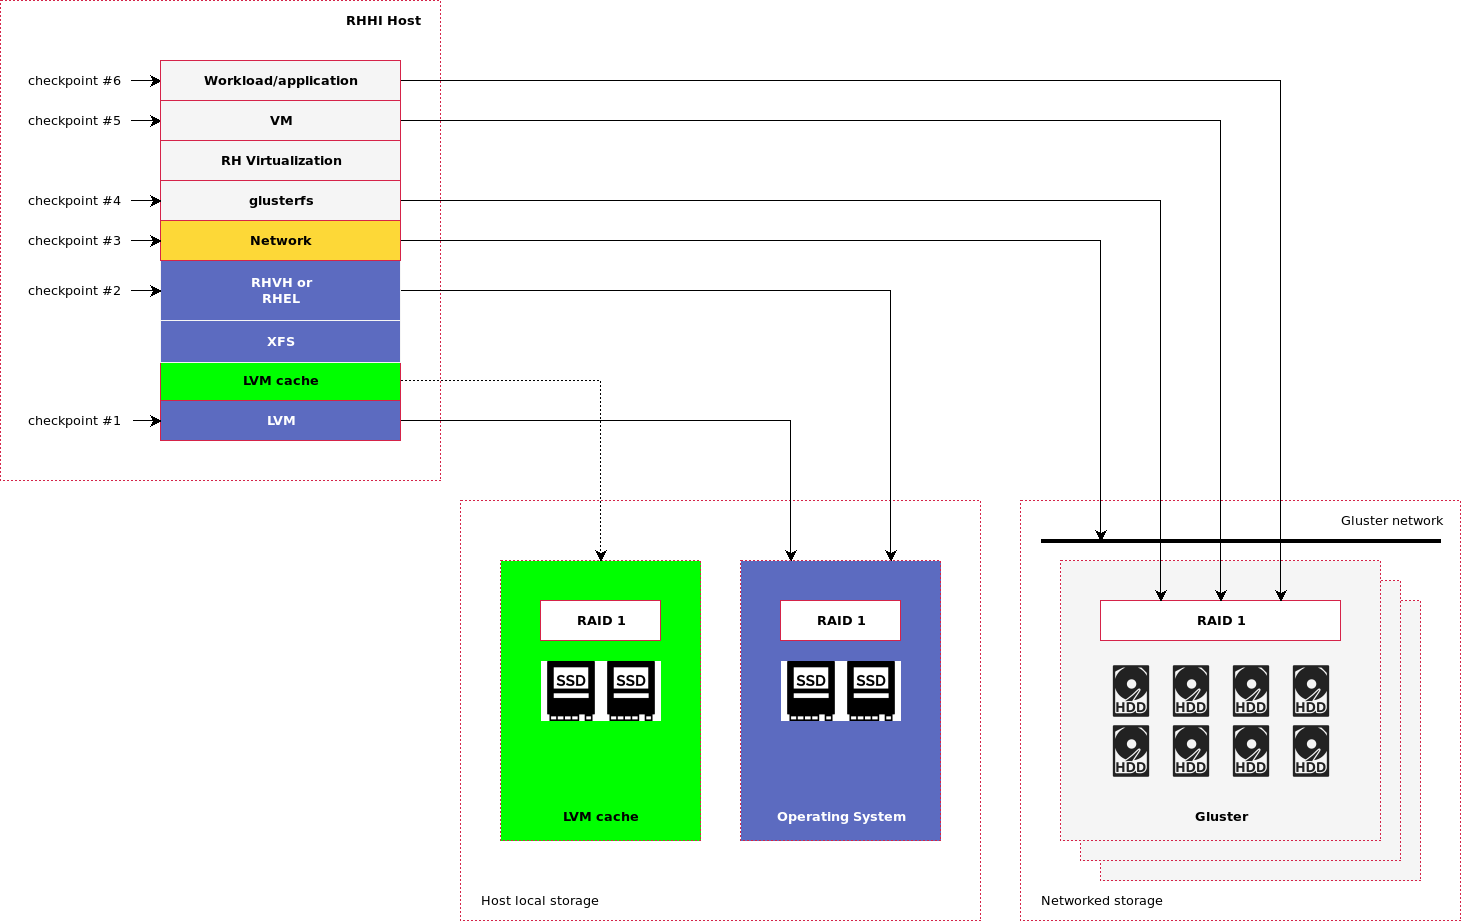 RHHI Host
checkpoint #6
Workload/application
checkpoint #5
VM
RH Virtualization
checkpoint #4
glusterfs
checkpoint #3
Network
checkpoint #2
RHVH or
RHEL
XFS
LVM cache
checkpoint #1
LVM
RAID 1
SSD SSD
LVM cache
RAID 1
SSD SSD
Operating System
Host local storage
Gluster network
RAID 1
HDD HDD HDD HDD
HDD HDD HDD HDD
Gluster
Networked storage